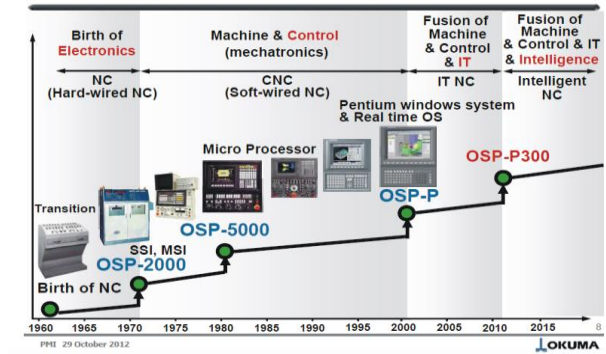 Birth of
Electronics
Machine & Control
(mechatronics)
Fusion of
Machine
& Control
& IT
Fusion of
Machine
& Control & IT
& Intelligence
NC
(Hard-wired NC)
CNC
(Soft-wired NC)
IT NC
Intelligent
NC
Pentium windows system
& Real time OS
Micro Processor
OSP-P300
OSP-P
Transition
OSP-5000
SSI, MSI
OSP-2000
Birth of NC
1960 1965 1970 1975 1980 1985 1990 1995 2000 2005 2010 2015 8
PMI 29 October 2012
OKUMA